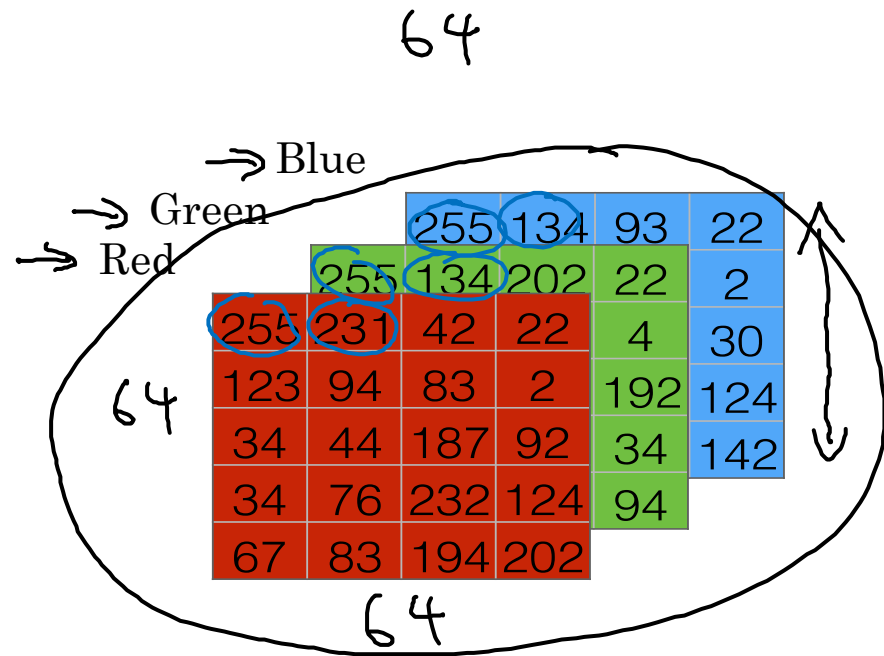 64
Blue
Green
Red
255 134 93 22
255 134 202 22 2
255 231 42 22 4 30
123 94 83 2 192 124
64
34 44 187 92 34 142
34 76 232 124 94
67 83 194 202
64